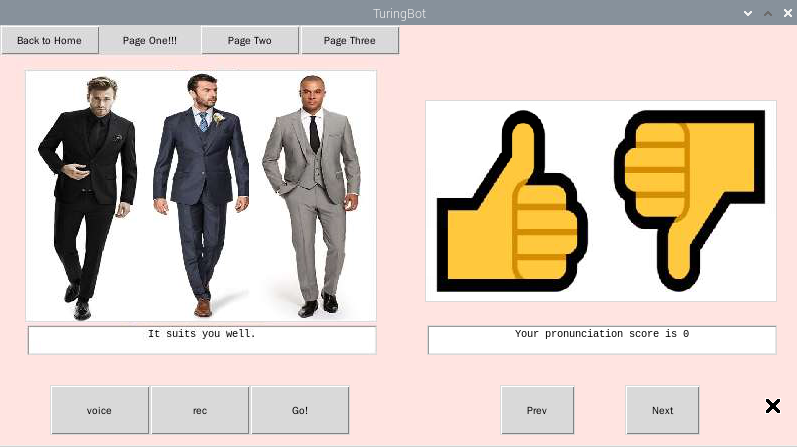 TuringBot
Back to Home
Page One!!!
Page Two
Page Three
It suits you well.
Your pronunciation score is 0
voice
rec
Go!
Prev
Next